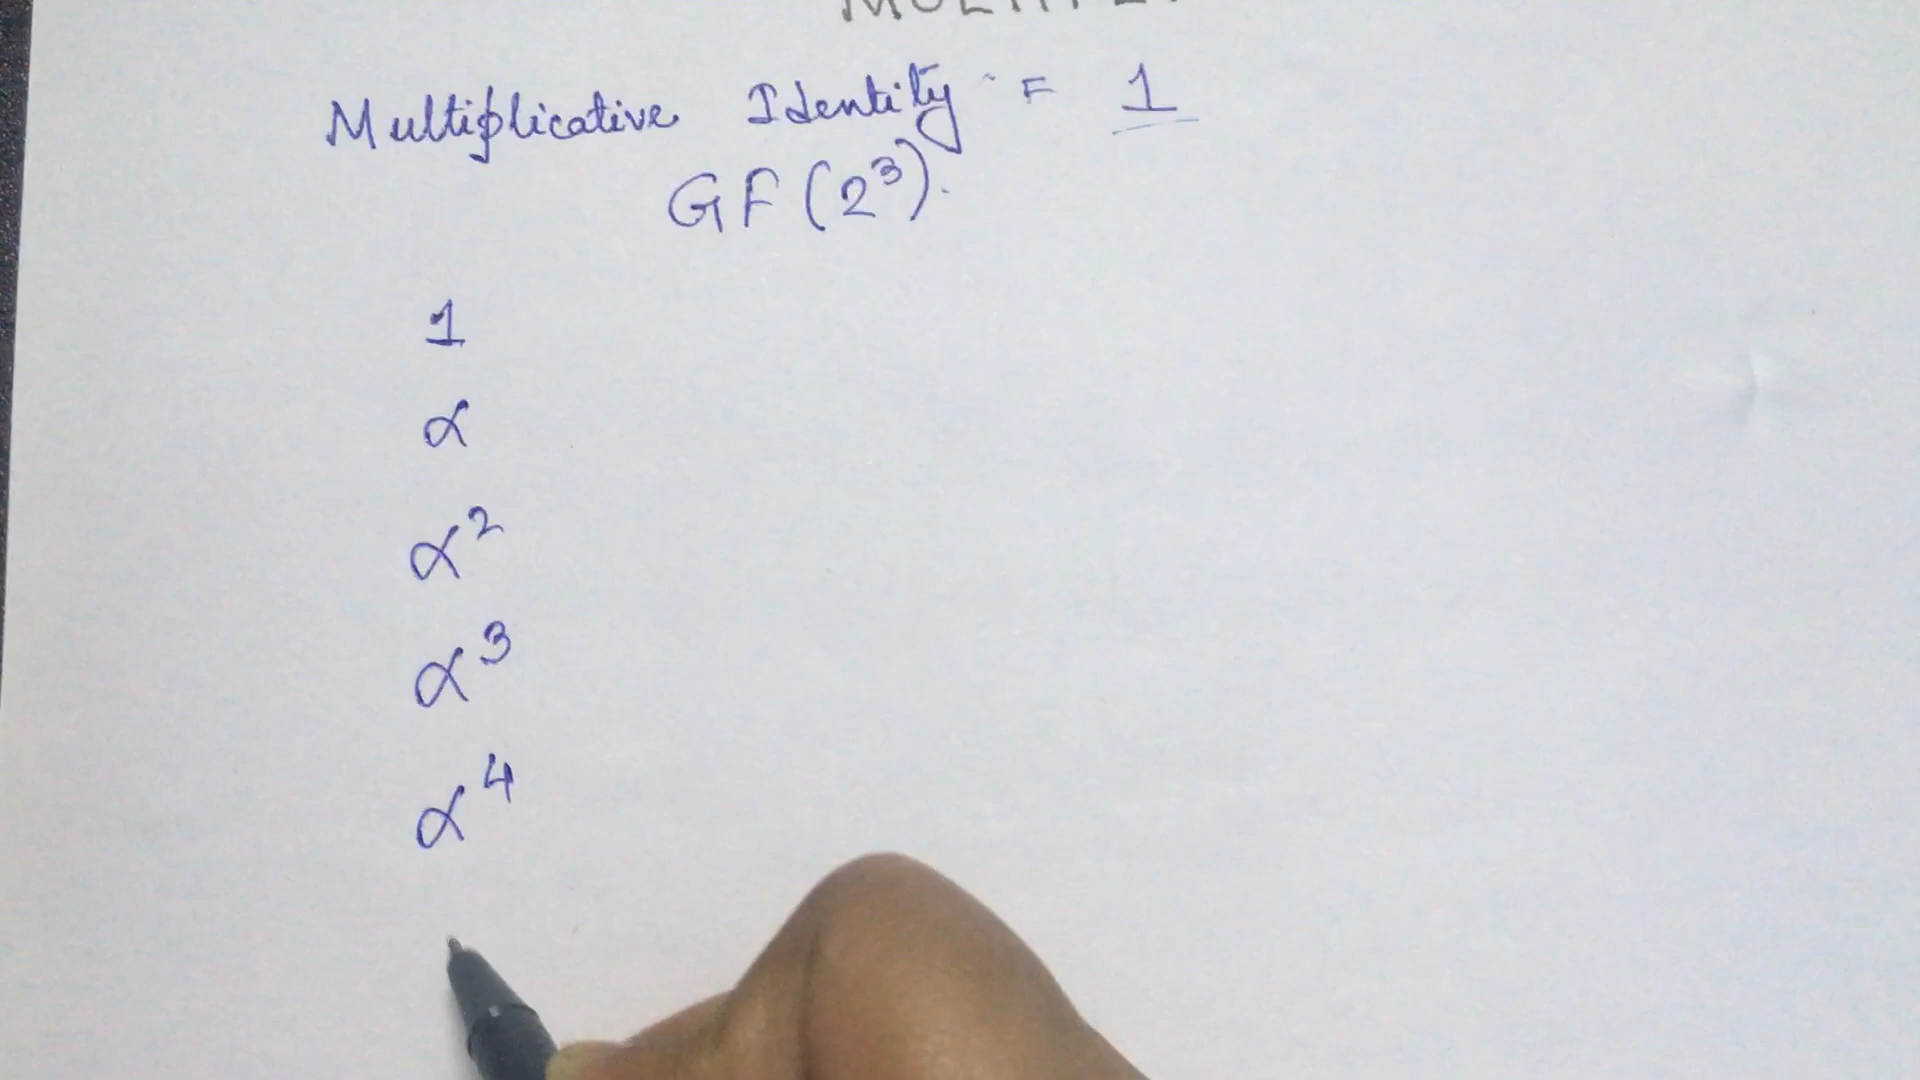 Multiplicative Identity = 1
GF(2³).
1
α
α²
α³
α⁴